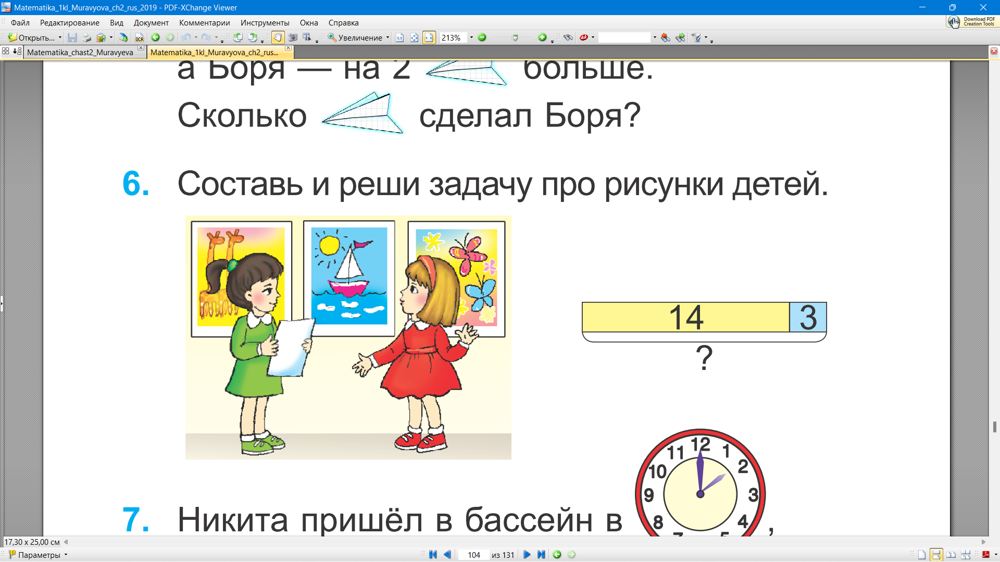 Matematika_1kl_Muravyova_ch2_rus_2019 - PDF-XChange Viewer
Файл Редактирование Вид Документ Комментарии Инструменты Окна Справка
Download PDF
Creation Tools
Открыть... OCR Увеличение 1:1 213%
Matematika_chast2_Muravyeva Matematika_1kl_Muravyova_ch2_rus...
а Боря — на 2 больше.
Сколько сделал Боря?
6. Составь и реши задачу про рисунки детей.
14 3
?
12
11 1
10 2
9 3
8 4
7 5
7. Никита пришёл в бассейн в ,
17,30 x 25,00 см
Параметры 104 из 131